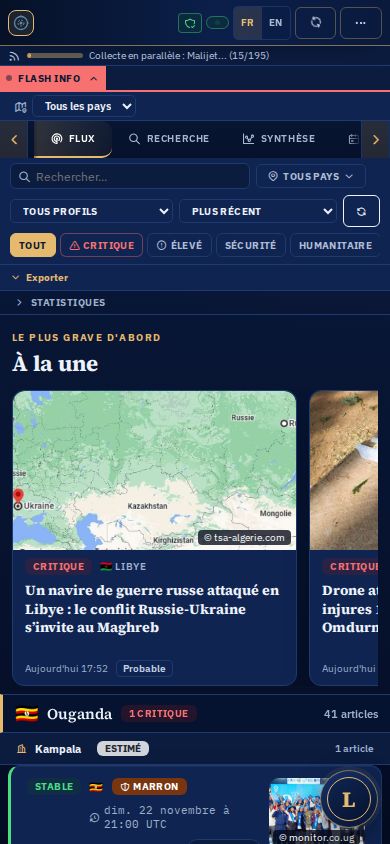 FR EN
Collecte en parallèle : Malijet… (15/195)
FLASH INFO
Tous les pays
FLUX RECHERCHE SYNTHÈSE
Rechercher… TOUS PAYS
TOUS PROFILS PLUS RÉCENT
TOUT CRITIQUE ÉLEVÉ SÉCURITÉ HUMANITAIRE
Exporter
STATISTIQUES
LE PLUS GRAVE D'ABORD
À la une
Russie
Ukraine
Kazakhstan
Mongolie
Kirghizistan
© tsa-algerie.com
CRITIQUE LIBYE
Un navire de guerre russe attaqué en
Libye : le conflit Russie-Ukraine
s'invite au Maghreb
Aujourd'hui 17:52 Probable
CRITIQUE
Drone
injures
Omdurn
Aujourd'hui
Ouganda 1 CRITIQUE 41 articles
Kampala ESTIMÉ 1 article
STABLE MARRON
dim. 22 novembre à
21:00 UTC
L
© monitor.co.ug